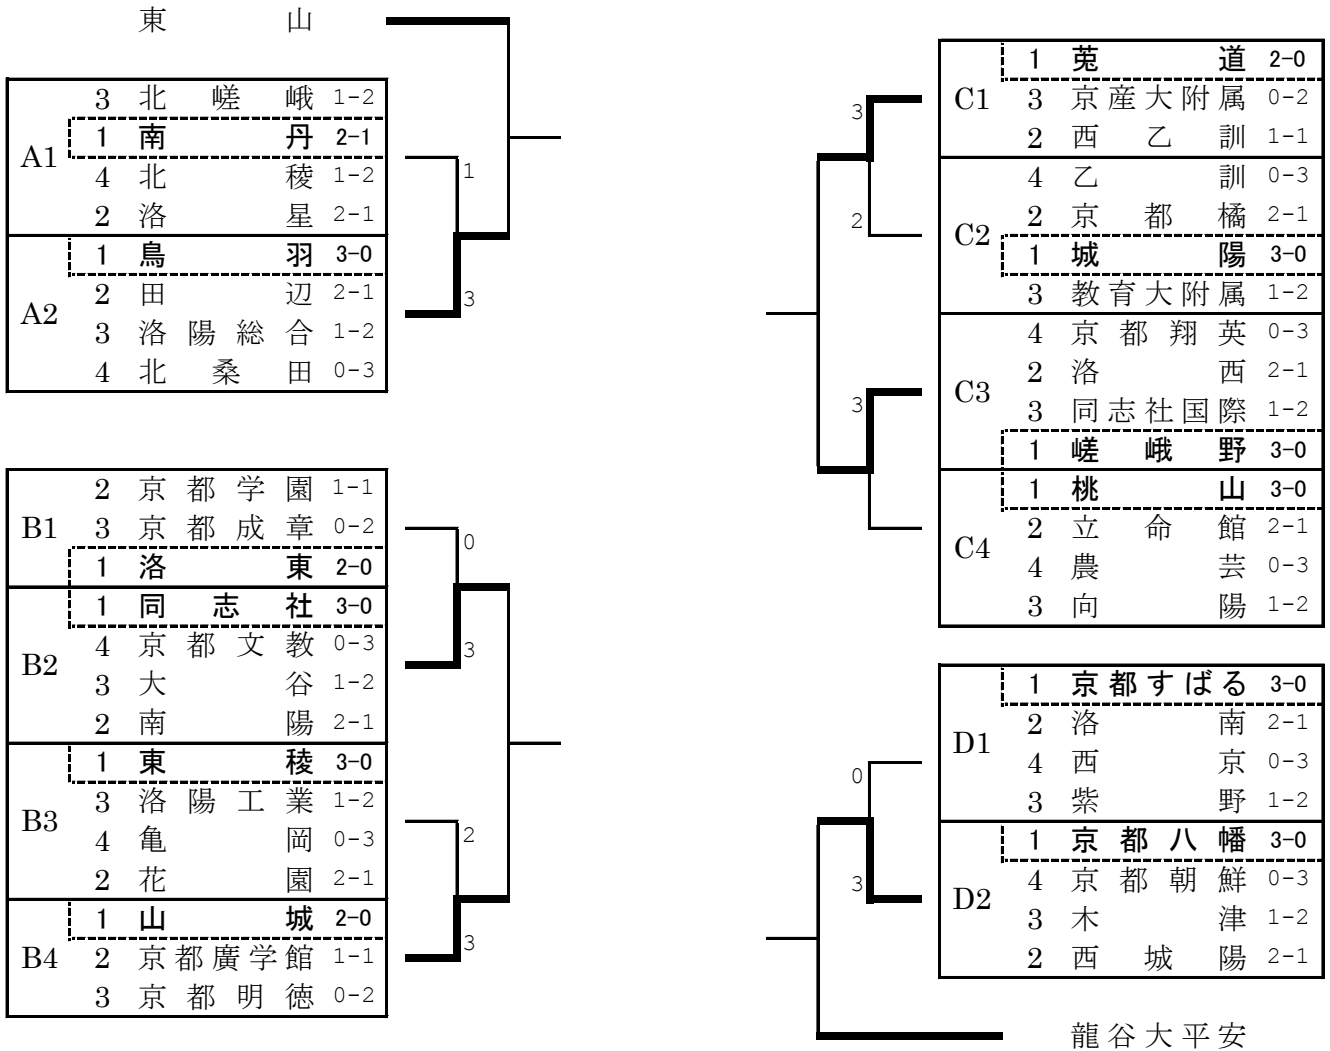 東山
A1
3 北嵯峨 1-2
1 南丹 2-1
4 北稜 1-2
2 洛星 2-1
A2
1 鳥羽 3-0
2 田辺 2-1
3 洛陽総合 1-2
4 北桑田 0-3
1
3
B1
2 京都学園 1-1
3 京都成章 0-2
1 洛東 2-0
B2
1 同志社 3-0
4 京都文教 0-3
3 大谷 1-2
2 南陽 2-1
B3
1 東稜 3-0
3 洛陽工業 1-2
4 亀岡 0-3
2 花園 2-1
B4
1 山城 2-0
2 京都廣学館 1-1
3 京都明徳 0-2
0
3
2
3
C1
1 莵道 2-0
3 京産大附属 0-2
2 西乙訓 1-1
C2
4 乙訓 0-3
2 京都橘 2-1
1 城陽 3-0
3 教育大附属 1-2
C3
4 京都翔英 0-3
2 洛西 2-1
3 同志社国際 1-2
1 嵯峨野 3-0
C4
1 桃山 3-0
2 立命館 2-1
4 農芸 0-3
3 向陽 1-2
3
2
3
D1
1 京都すばる 3-0
2 洛南 2-1
4 西京 0-3
3 紫野 1-2
D2
1 京都八幡 3-0
4 京都朝鮮 0-3
3 木津 1-2
2 西城陽 2-1
0
3
龍谷大平安